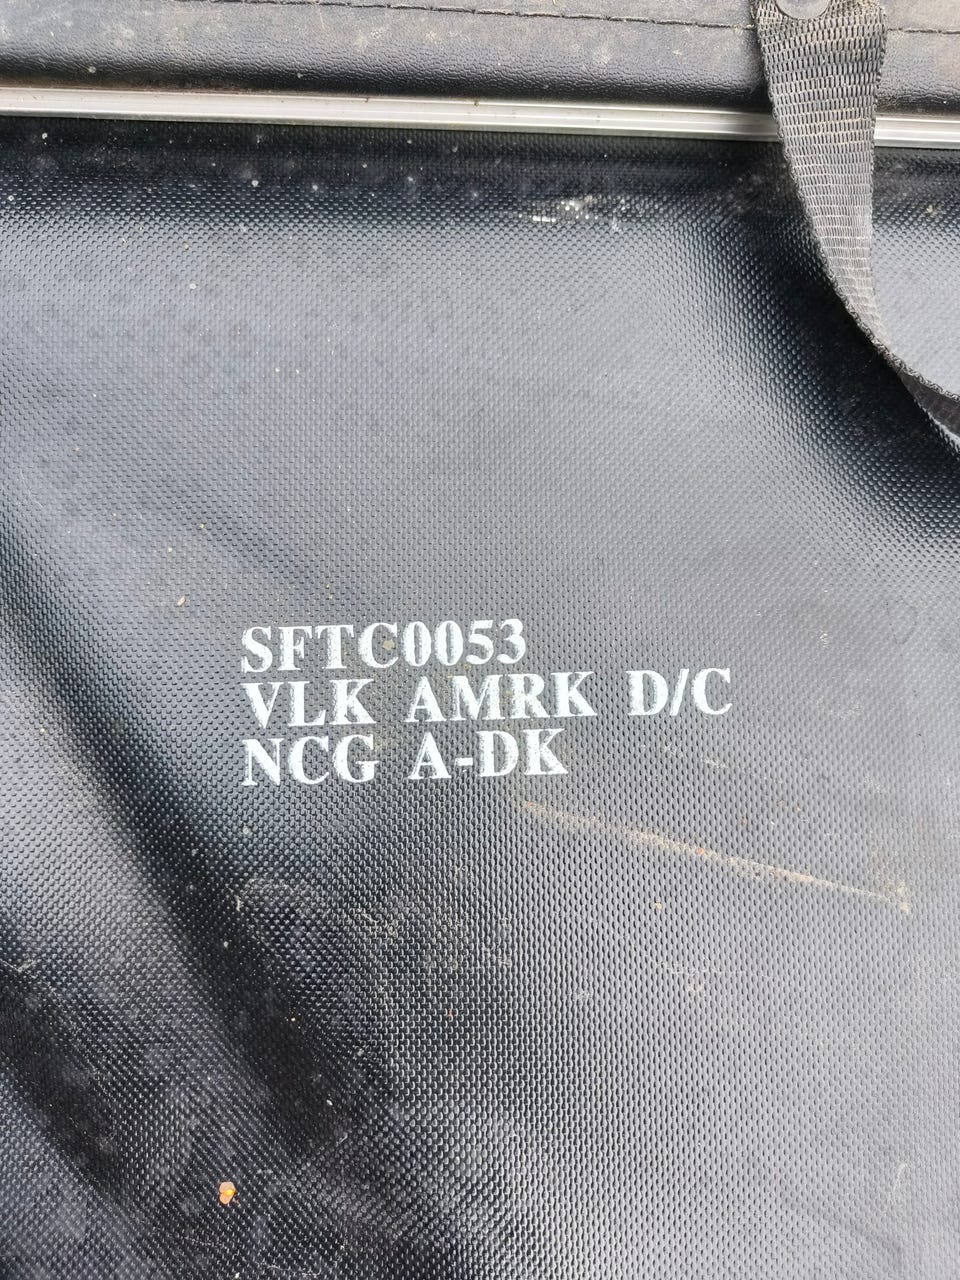 SFTC0053
VLK AMRK D/C
NCG A-DK